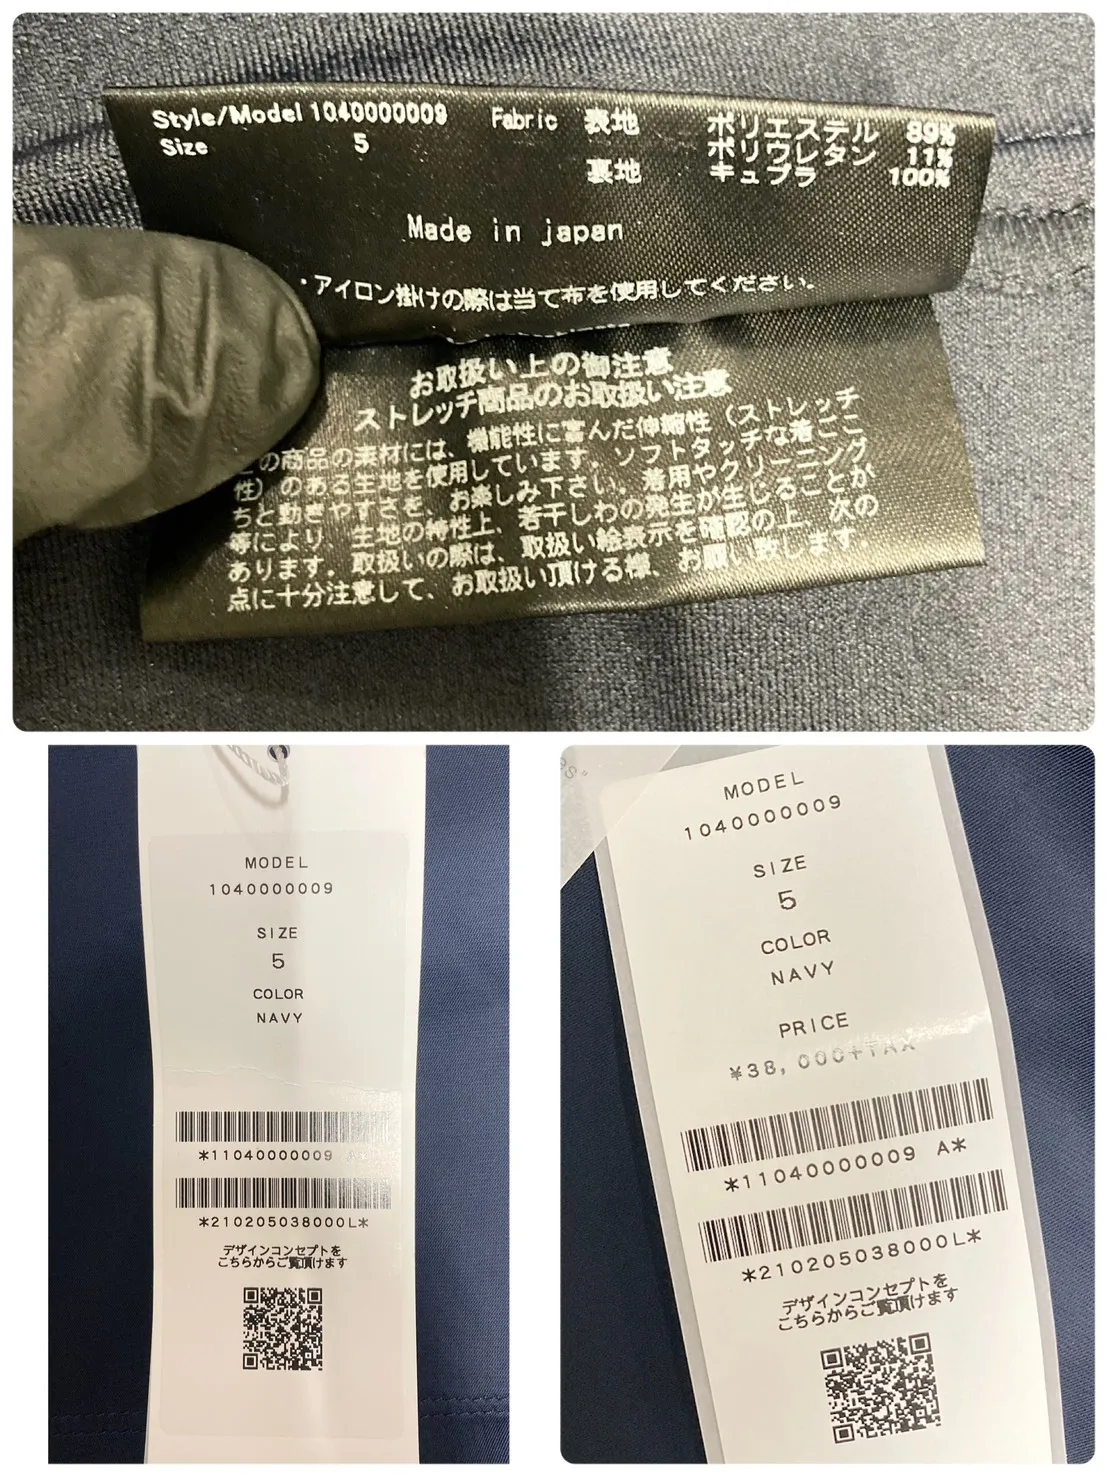 Style/Model 1040000009 Fabric 表地 ポリエステル 89%
Size 5 ポリウレタン 11%
裏地 キュプラ 100%
Made in japan
・アイロン掛けの際は当て布を使用してください。
お取扱い上の御注意
ストレッチ商品のお取扱い注意
この商品の素材には、機能性に富んだ伸縮性（ストレッチ
性）のある生地を使用しています。ソフトタッチな着ごこ
ちと動きやすさを、お楽しみ下さい。着用やクリーニング
等により、生地の特性上、若干しわの発生が生じることが
あります。取扱いの際は、取扱い絵表示を確認の上、次の
点に十分注意して、お取扱い頂ける様、お願い致します。
MODEL
1040000009
SIZE
5
COLOR
NAVY
*11040000009 A*
*210205038000L*
デザインコンセプトを
こちらからご覧頂けます
MODEL
1040000009
SIZE
5
COLOR
NAVY
PRICE
¥38,000+TAX
*11040000009 A*
*210205038000L*
デザインコンセプトを
こちらからご覧頂けます